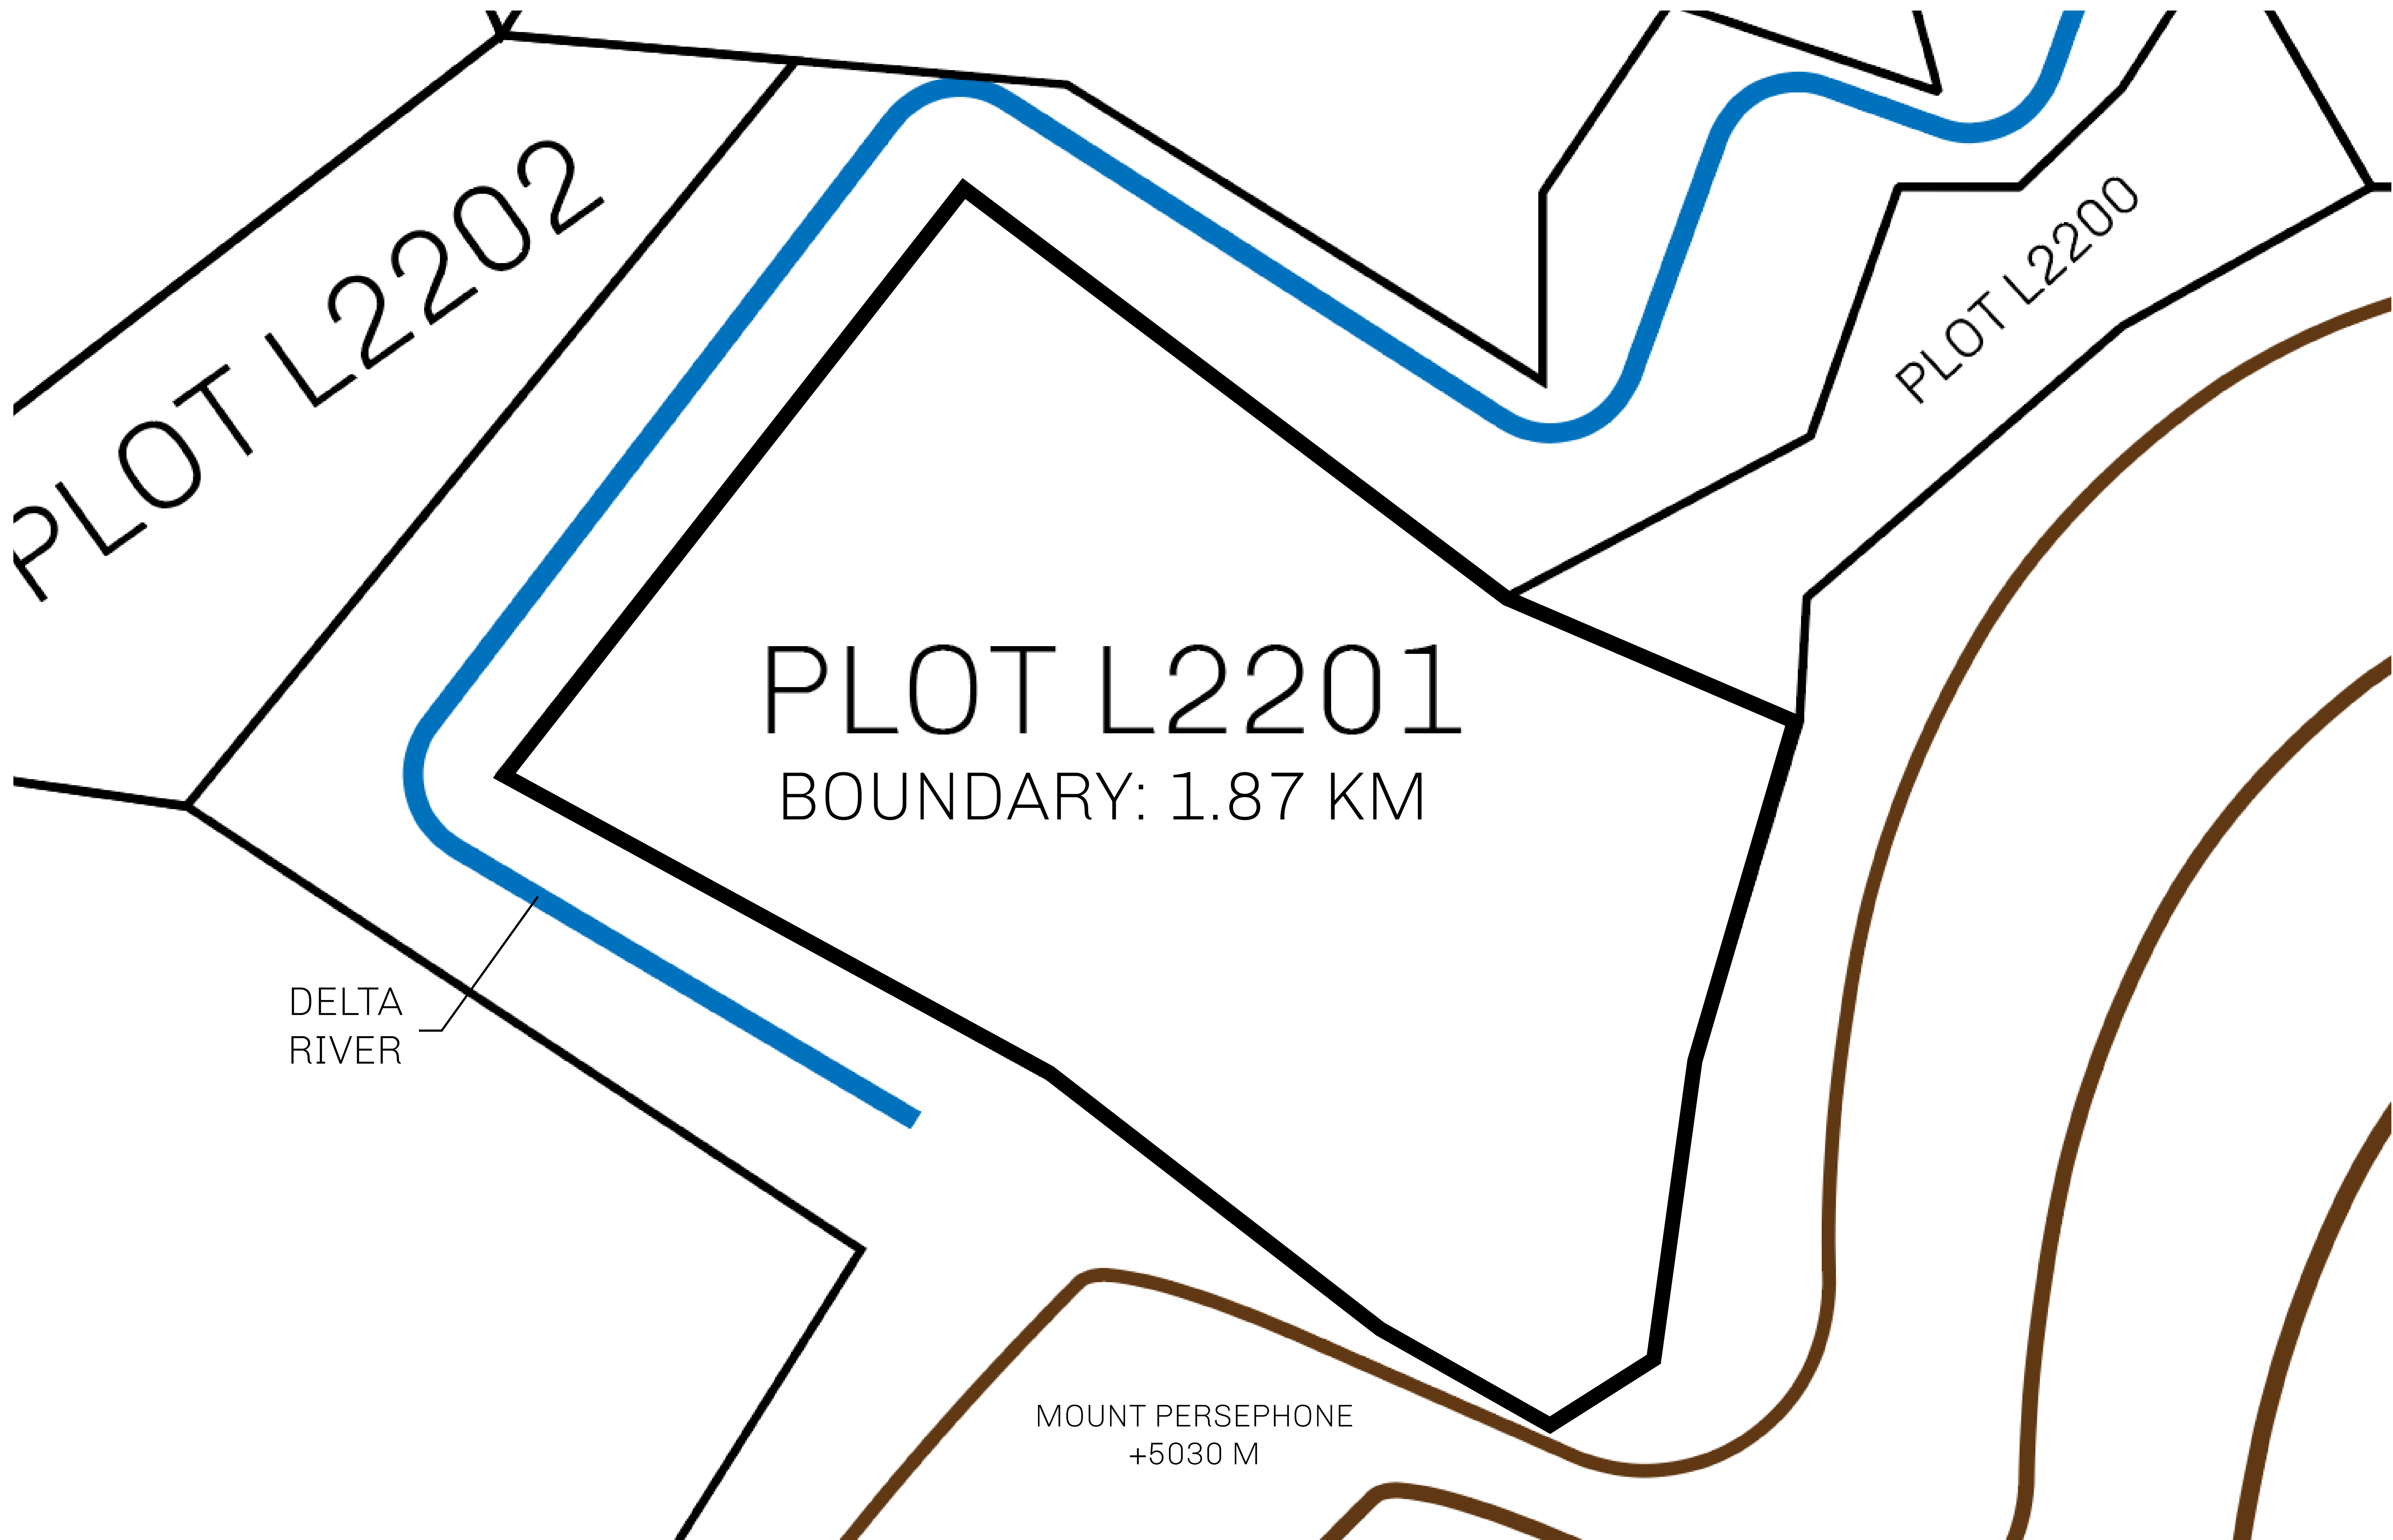 PLOT L2202
PLOT L2200
PLOT L2201
BOUNDARY: 1.87 KM
DELTA
RIVER
MOUNT PERSEPHONE
+5030 M